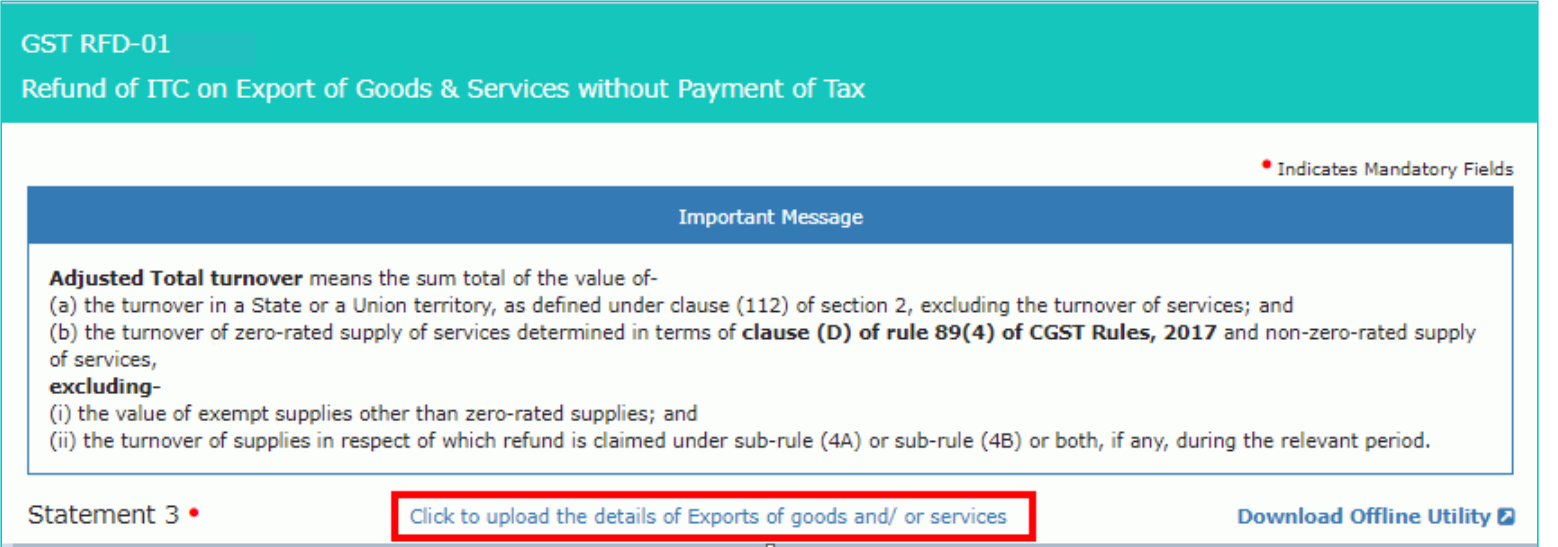 GST RFD-01
Refund of ITC on Export of Goods & Services without Payment of Tax
• Indicates Mandatory Fields
Important Message
Adjusted Total turnover means the sum total of the value of-
(a) the turnover in a State or a Union territory, as defined under clause (112) of section 2, excluding the turnover of services; and
(b) the turnover of zero-rated supply of services determined in terms of clause (D) of rule 89(4) of CGST Rules, 2017 and non-zero-rated supply
of services,
excluding-
(i) the value of exempt supplies other than zero-rated supplies; and
(ii) the turnover of supplies in respect of which refund is claimed under sub-rule (4A) or sub-rule (4B) or both, if any, during the relevant period.
Statement 3 • Click to upload the details of Exports of goods and/ or services Download Offline Utility